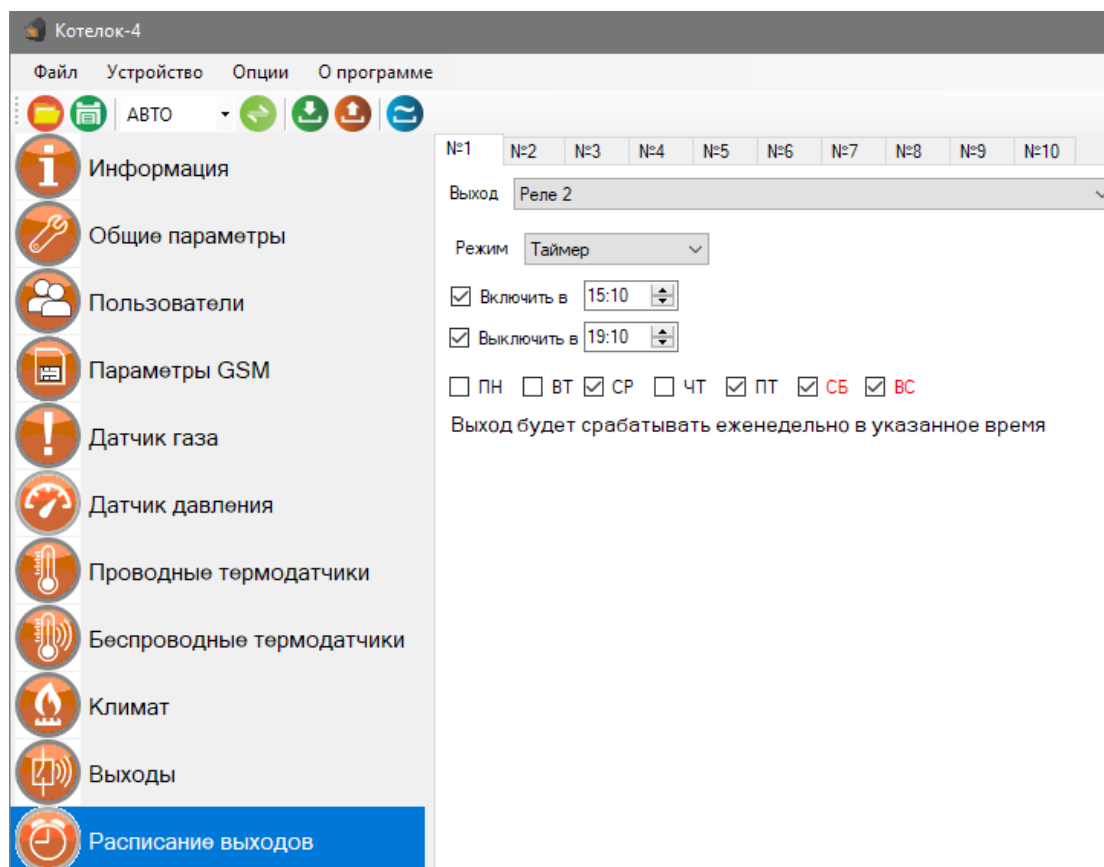 Котелок-4
Файл Устройство Опции О программе
АВТО
Информация
Общие параметры
Пользователи
Параметры GSM
Датчик газа
Датчик давления
Проводные термодатчики
Беспроводные термодатчики
Климат
Выходы
Расписание выходов
№1 №2 №3 №4 №5 №6 №7 №8 №9 №10
Выход Реле 2
Режим Таймер
Включить в 15:10
Выключить в 19:10
ПН ВТ СР ЧТ ПТ СБ ВС
Выход будет срабатывать еженедельно в указанное время